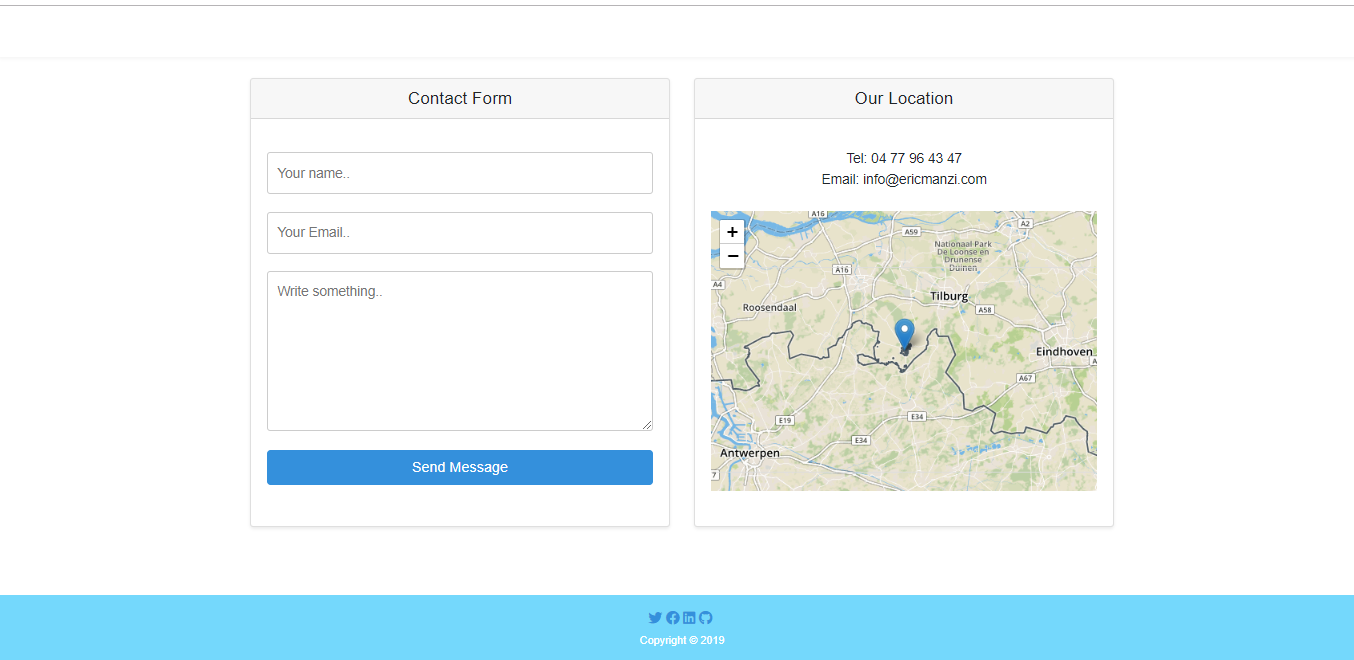 Contact Form
Your name..
Your Email..
Write something..
Send Message
Our Location
Tel: 04 77 96 43 47
Email: info@ericmanzi.com
+
−
A16
A59
A2
Nationaal Park
De Loonse en
Drunense
Duinen
A16
A4
Tilburg
Roosendaal
A58
Eindhoven
A
A67
E19
E34
E34
Antwerpen
7
Copyright © 2019